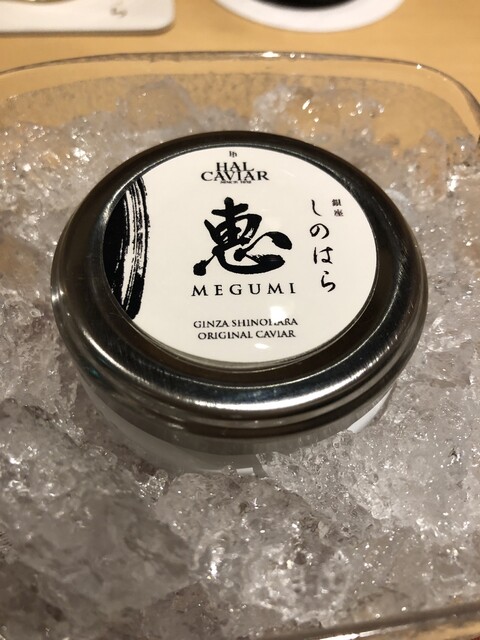 HAL
CAVIAR
恵
MEGUMI
銀座
しのはら
GINZA SHINOHARA
ORIGINAL CAVIAR